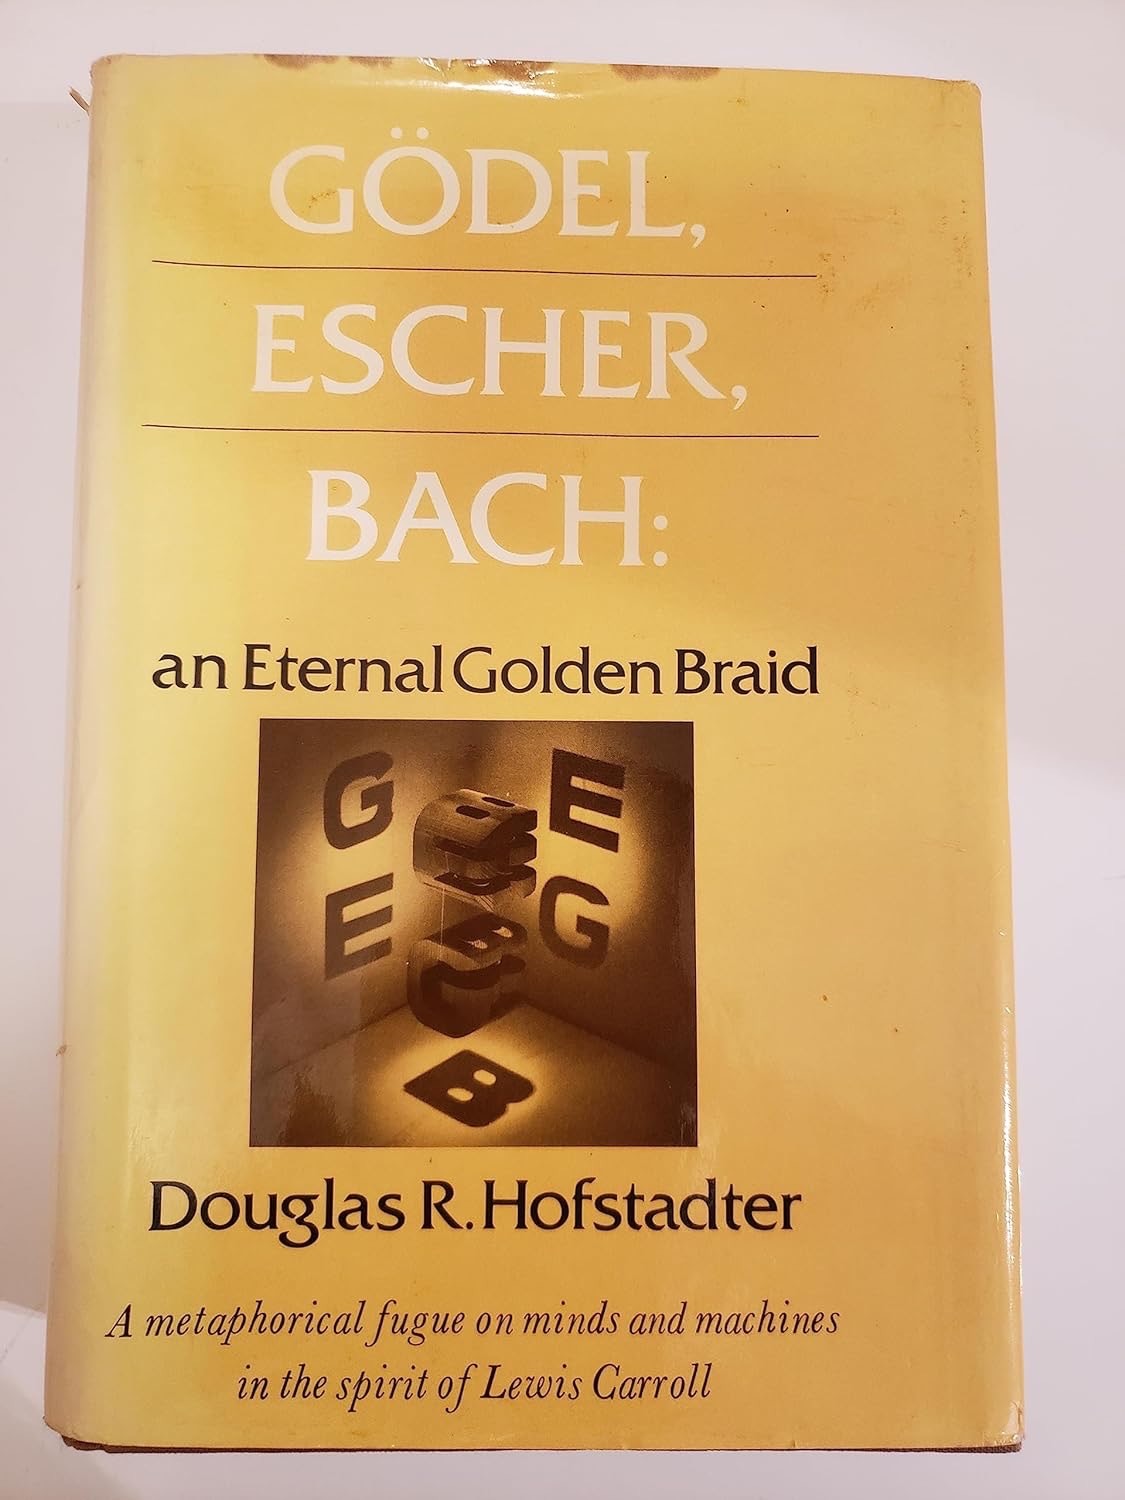 GÖDEL,
ESCHER,
BACH:
an Eternal Golden Braid
G E
E G
B
Douglas R. Hofstadter
A metaphorical fugue on minds and machines
in the spirit of Lewis Carroll